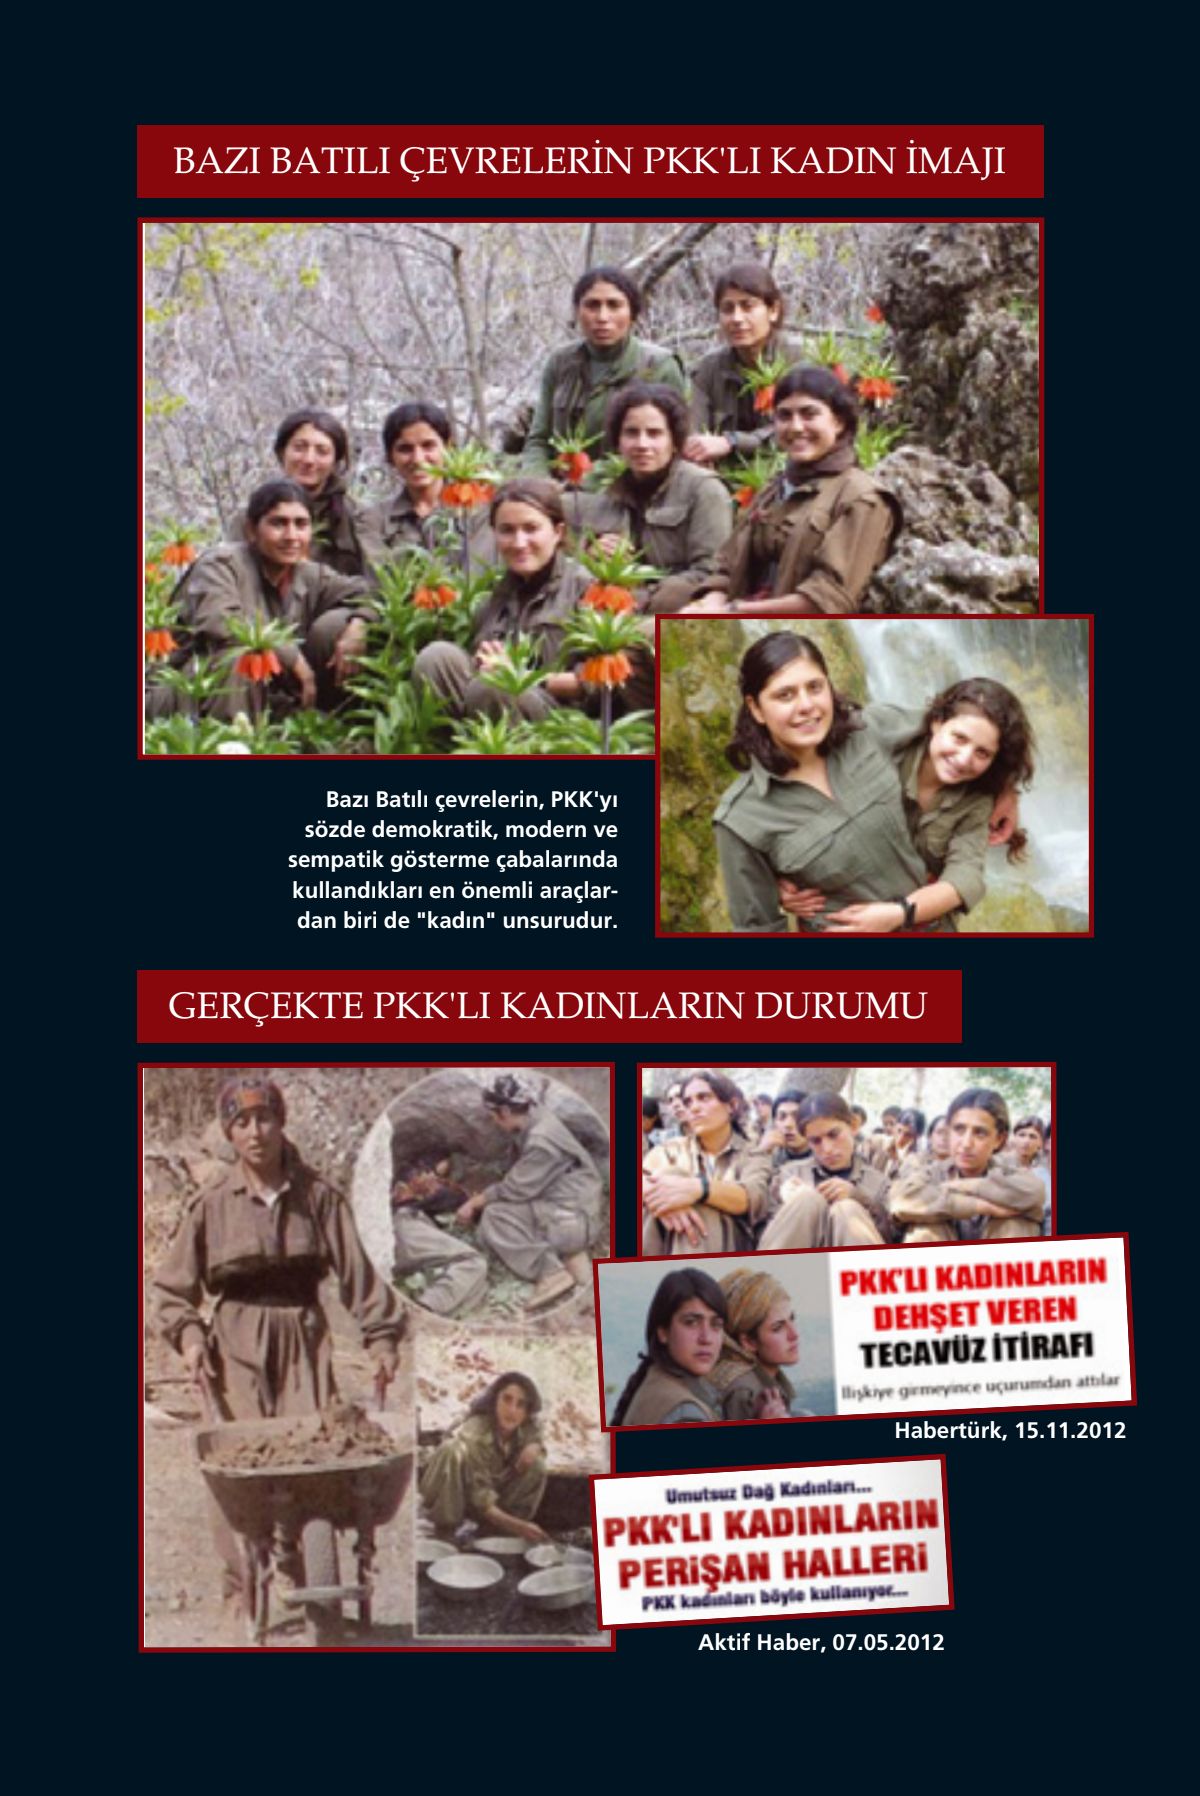 BAZI BATILI ÇEVRELERİN PKK'LI KADIN İMAJI
Bazı Batılı çevrelerin, PKK'yı
sözde demokratik, modern ve
sempatik gösterme çabalarında
kullandıkları en önemli araçlar-
dan biri de "kadın" unsurudur.
GERÇEKTE PKK'LI KADINLARIN DURUMU
PKK'LI KADINLARIN
DEHŞET VEREN
TECAVÜZ İTİRAFI
Ilişkiye girmeyince uçurumdan attılar
Habertürk, 15.11.2012
Umutsuz Dağ Kadınları...
PKK'LI KADINLARIN
PERİŞAN HALLERİ
PKK kadınları böyle kullanıyor...
Aktif Haber, 07.05.2012